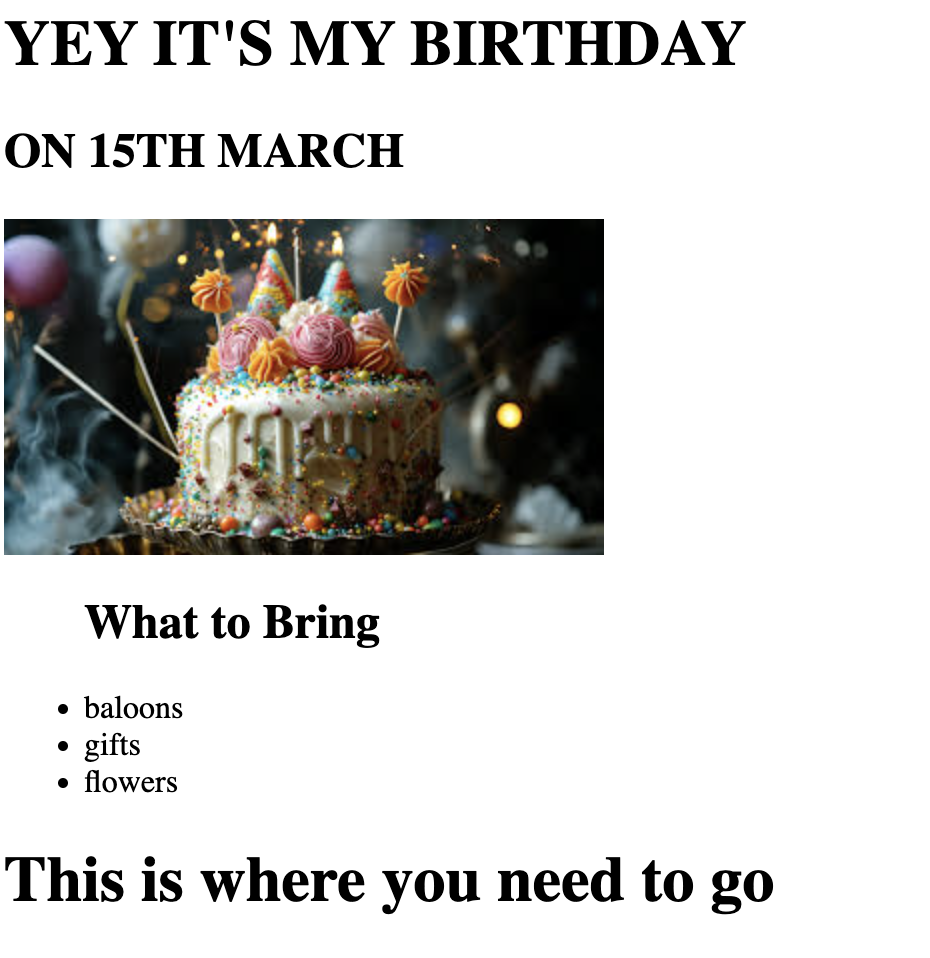 YEY IT'S MY BIRTHDAY
ON 15TH MARCH
What to Bring
baloons
gifts
flowers
This is where you need to go